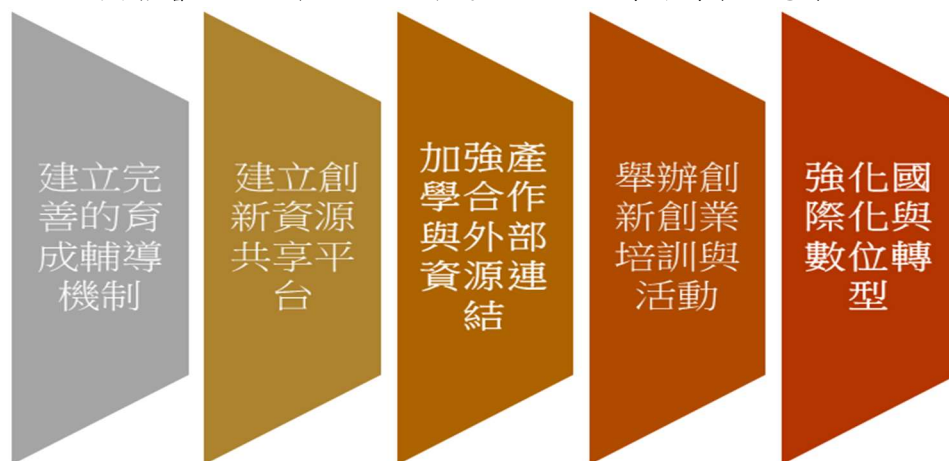 建立完
善的育
成輔導
機制
建立創
新資源
共享平
台
加強產
學合作
與外部
資源連
結
舉辦創
新創業
培訓與
活動
強化國
際化與
數位轉
型